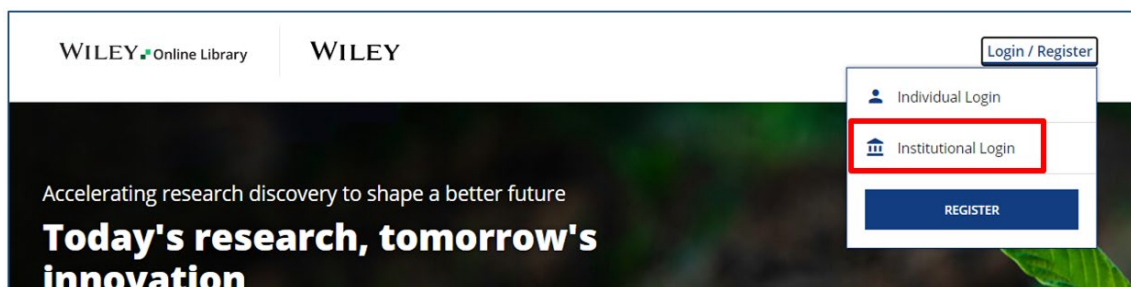 WILEY Online Library
WILEY
Login / Register
Individual Login
Institutional Login
REGISTER
Accelerating research discovery to shape a better future
Today's research, tomorrow's
innovation